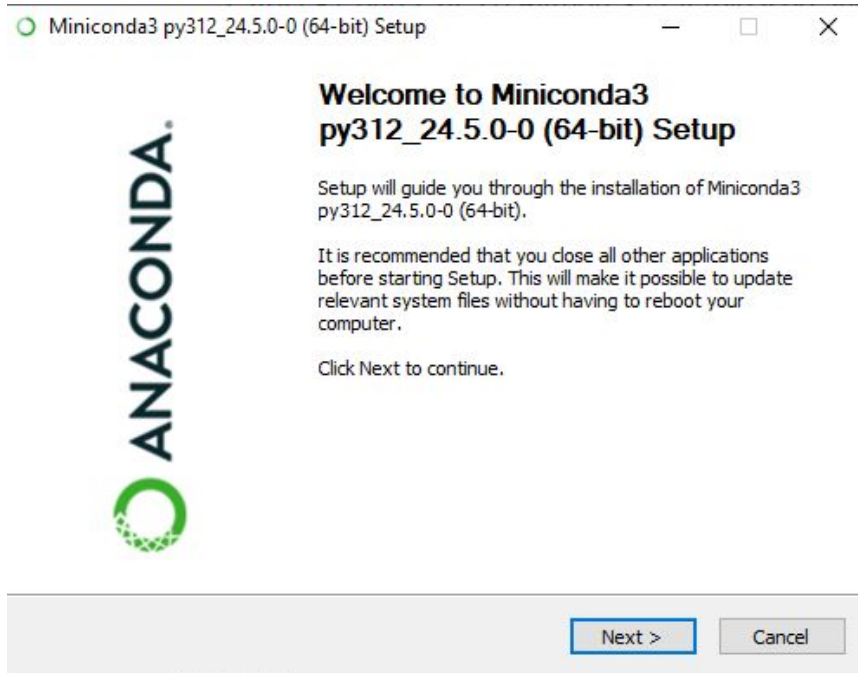 Miniconda3 py312_24.5.0-0 (64-bit) Setup
ANACONDA.
Welcome to Miniconda3
py312_24.5.0-0 (64-bit) Setup
Setup will guide you through the installation of Miniconda3
py312_24.5.0-0 (64-bit).
It is recommended that you close all other applications
before starting Setup. This will make it possible to update
relevant system files without having to reboot your
computer.
Click Next to continue.
Next >
Cancel